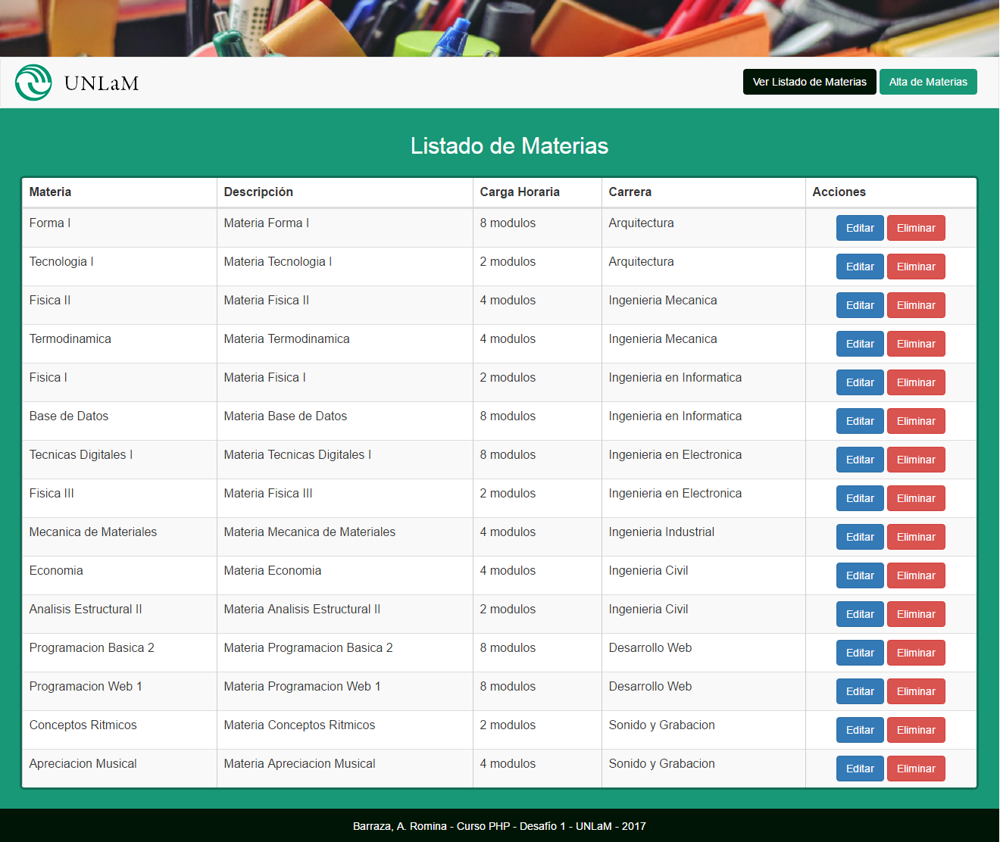 UNLaM
Ver Listado de Materias Alta de Materias
Listado de Materias
Materia Descripción Carga Horaria Carrera Acciones
Forma I Materia Forma I 8 modulos Arquitectura Editar Eliminar
Tecnologia I Materia Tecnologia I 2 modulos Arquitectura Editar Eliminar
Fisica II Materia Fisica II 4 modulos Ingenieria Mecanica Editar Eliminar
Termodinamica Materia Termodinamica 4 modulos Ingenieria Mecanica Editar Eliminar
Fisica I Materia Fisica I 2 modulos Ingenieria en Informatica Editar Eliminar
Base de Datos Materia Base de Datos 8 modulos Ingenieria en Informatica Editar Eliminar
Tecnicas Digitales I Materia Tecnicas Digitales I 8 modulos Ingenieria en Electronica Editar Eliminar
Fisica III Materia Fisica III 2 modulos Ingenieria en Electronica Editar Eliminar
Mecanica de Materiales Materia Mecanica de Materiales 4 modulos Ingenieria Industrial Editar Eliminar
Economia Materia Economia 4 modulos Ingenieria Civil Editar Eliminar
Analisis Estructural II Materia Analisis Estructural II 2 modulos Ingenieria Civil Editar Eliminar
Programacion Basica 2 Materia Programacion Basica 2 8 modulos Desarrollo Web Editar Eliminar
Programacion Web 1 Materia Programacion Web 1 8 modulos Desarrollo Web Editar Eliminar
Conceptos Ritmicos Materia Conceptos Ritmicos 2 modulos Sonido y Grabacion Editar Eliminar
Apreciacion Musical Materia Apreciacion Musical 4 modulos Sonido y Grabacion Editar Eliminar
Barraza, A. Romina - Curso PHP - Desafío 1 - UNLaM - 2017